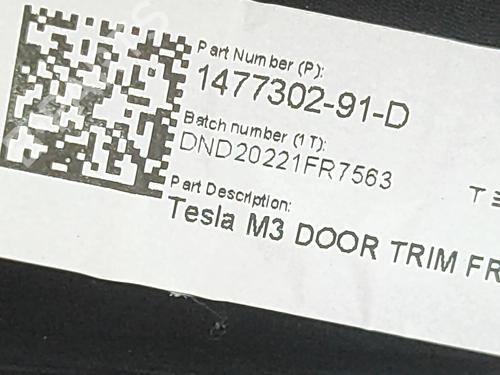 Part Number (P):
1477302-91-D
Batch number (1T):
DND20221FR7563
Part Description:
Tesla M3 DOOR TRIM FR